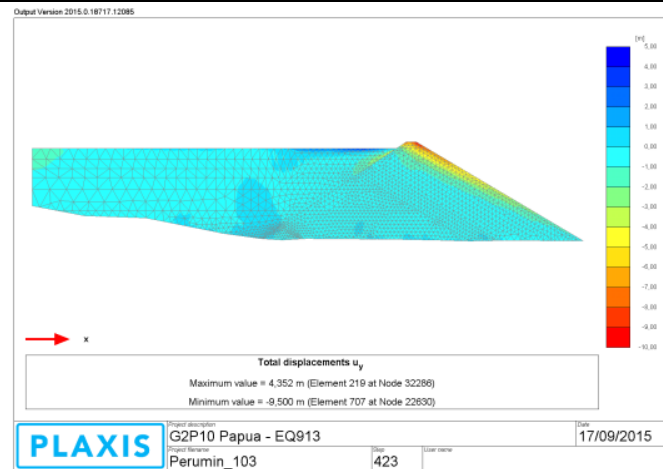 Output Version 2015.0.18717.12085
[m]
5,00
4,00
3,00
2,00
1,00
0,00
-1,00
-2,00
-3,00
-4,00
-5,00
-6,00
-7,00
-8,00
-9,00
-10,00
x
Total displacements uy
Maximum value = 4,352 m (Element 219 at Node 32286)
Minimum value = -9,500 m (Element 707 at Node 22630)
PLAXIS
Project description
G2P10 Papua - EQ913
Date
17/09/2015
Project filename
Perumin_103
Step
423
User name